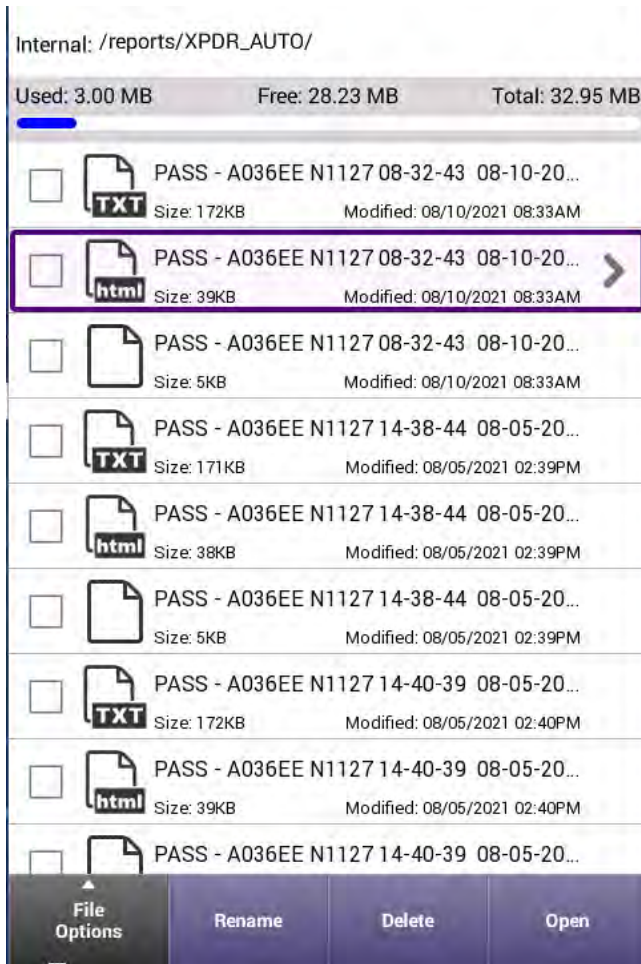 Internal: /reports/XPDR_AUTO/
Used: 3.00 MB Free: 28.23 MB Total: 32.95 MB
PASS - A036EE N1127 08-32-43 08-10-20...
TXT Size: 172KB Modified: 08/10/2021 08:33AM
PASS - A036EE N1127 08-32-43 08-10-20...
html Size: 39KB Modified: 08/10/2021 08:33AM
PASS - A036EE N1127 08-32-43 08-10-20...
Size: 5KB Modified: 08/10/2021 08:33AM
PASS - A036EE N1127 14-38-44 08-05-20...
TXT Size: 171KB Modified: 08/05/2021 02:39PM
PASS - A036EE N1127 14-38-44 08-05-20...
html Size: 38KB Modified: 08/05/2021 02:39PM
PASS - A036EE N1127 14-38-44 08-05-20...
Size: 5KB Modified: 08/05/2021 02:39PM
PASS - A036EE N1127 14-40-39 08-05-20...
TXT Size: 172KB Modified: 08/05/2021 02:40PM
PASS - A036EE N1127 14-40-39 08-05-20...
html Size: 39KB Modified: 08/05/2021 02:40PM
PASS - A036EE N1127 14-40-39 08-05-20...
File Options Rename Delete Open